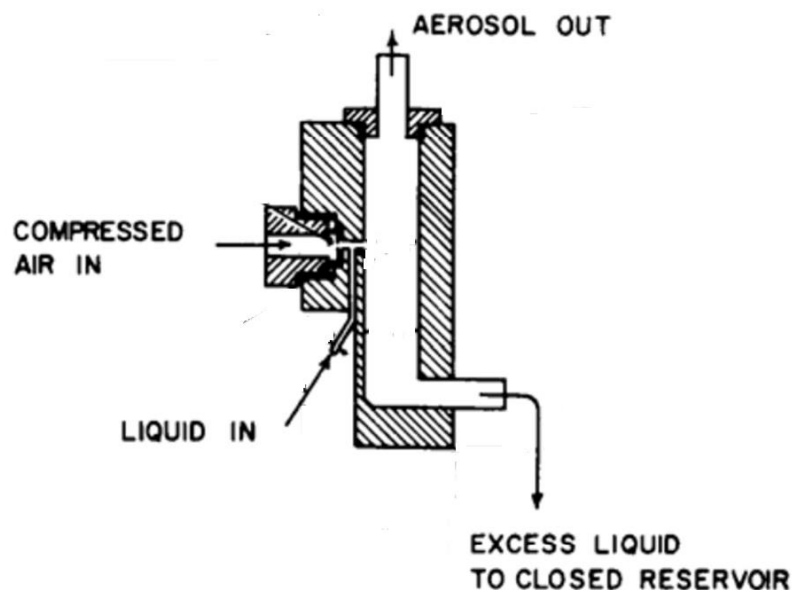 AEROSOL OUT
COMPRESSED
AIR IN
LIQUID IN
EXCESS LIQUID
TO CLOSED RESERVOIR